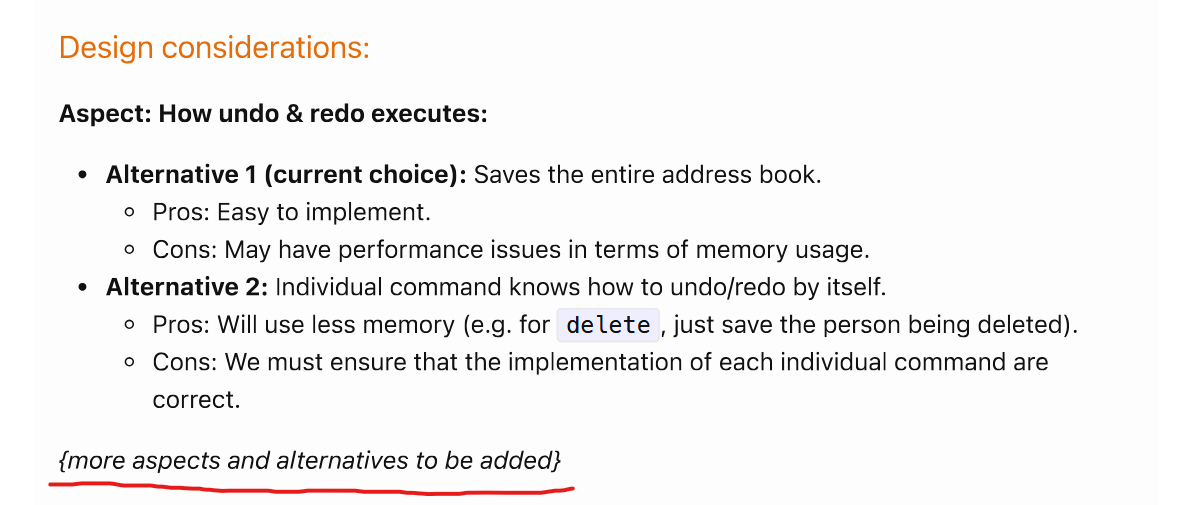 Design considerations:
Aspect: How undo & redo executes:
• Alternative 1 (current choice): Saves the entire address book.
◦ Pros: Easy to implement.
◦ Cons: May have performance issues in terms of memory usage.
• Alternative 2: Individual command knows how to undo/redo by itself.
◦ Pros: Will use less memory (e.g. for delete, just save the person being deleted).
◦ Cons: We must ensure that the implementation of each individual command are
correct.
{more aspects and alternatives to be added}